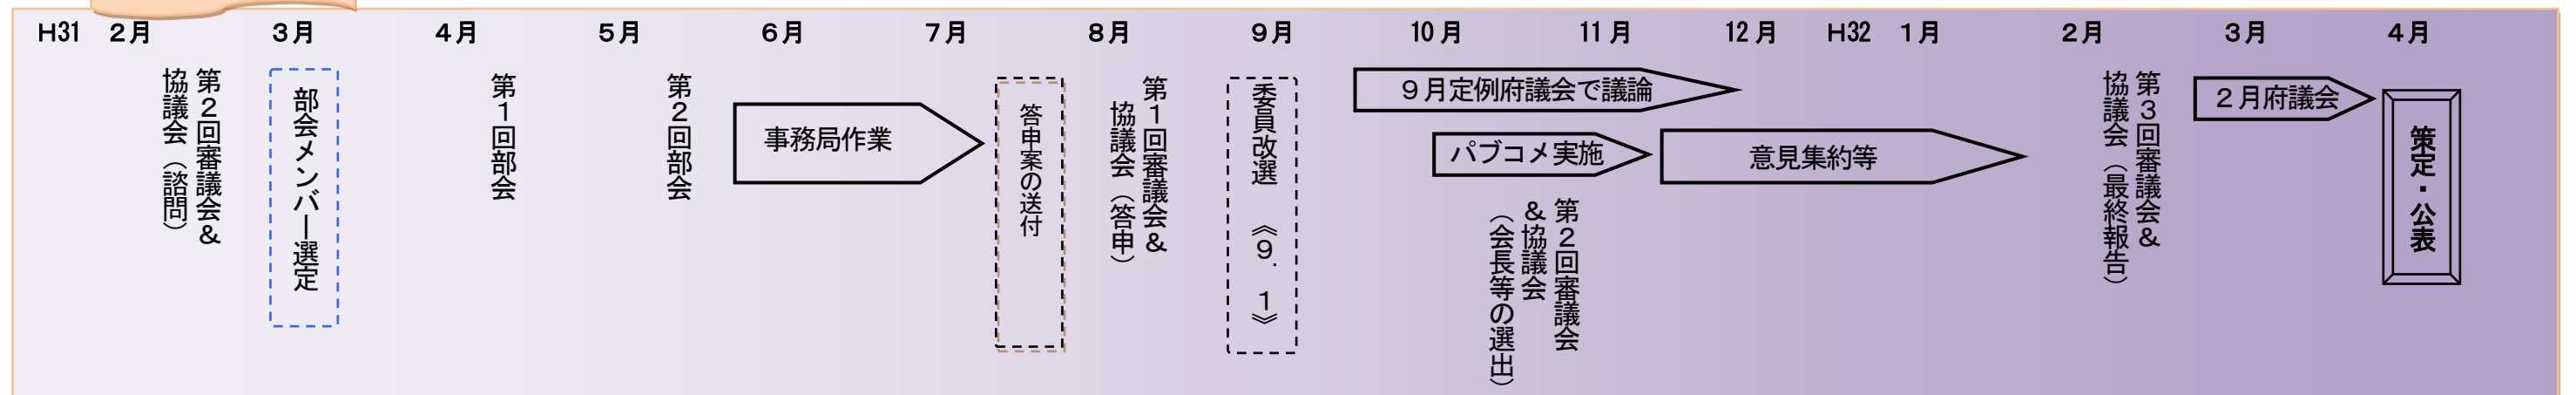 H31 2月 3月 4月 5月 6月 7月 8月 9月 10月 11月 12月 H32 1月 2月 3月 4月
第2回審議会&
協議会（諮問）
部会メンバー選定
第1回部会
第2回部会
事務局作業
答申案の送付
第1回審議会&
協議会（答申）
委員改選 《9．1》
9月定例府議会で議論
パブコメ実施
第2回審議会
&協議会
（会長等の選出）
意見集約等
第3回審議会&
協議会（最終報告）
2月府議会
策定・公表